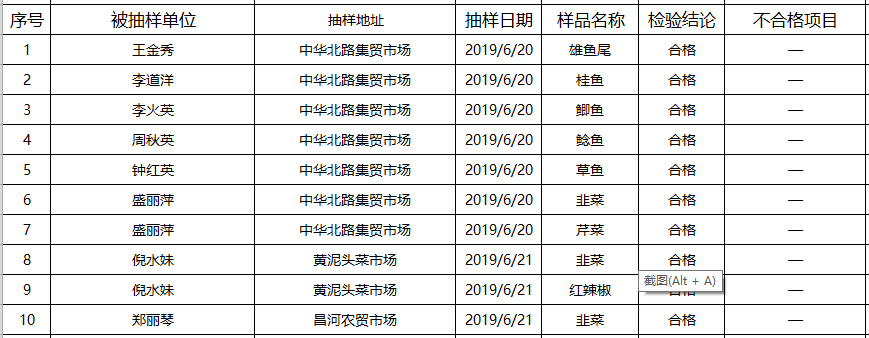 序号 被抽样单位 抽样地址 抽样日期 样品名称 检验结论 不合格项目
1 王金秀 中华北路集贸市场 2019/6/20 雄鱼尾 合格 —
2 李道洋 中华北路集贸市场 2019/6/20 桂鱼 合格 —
3 李火英 中华北路集贸市场 2019/6/20 鲫鱼 合格 —
4 周秋英 中华北路集贸市场 2019/6/20 鲶鱼 合格 —
5 钟红英 中华北路集贸市场 2019/6/20 草鱼 合格 —
6 盛丽萍 中华北路集贸市场 2019/6/20 韭菜 合格 —
7 盛丽萍 中华北路集贸市场 2019/6/20 芹菜 合格 —
8 倪水妹 黄泥头菜市场 2019/6/21 韭菜 合格 —
截图(Alt + A)
9 倪水妹 黄泥头菜市场 2019/6/21 红辣椒 —
10 郑丽琴 昌河农贸市场 2019/6/21 韭菜 合格 —